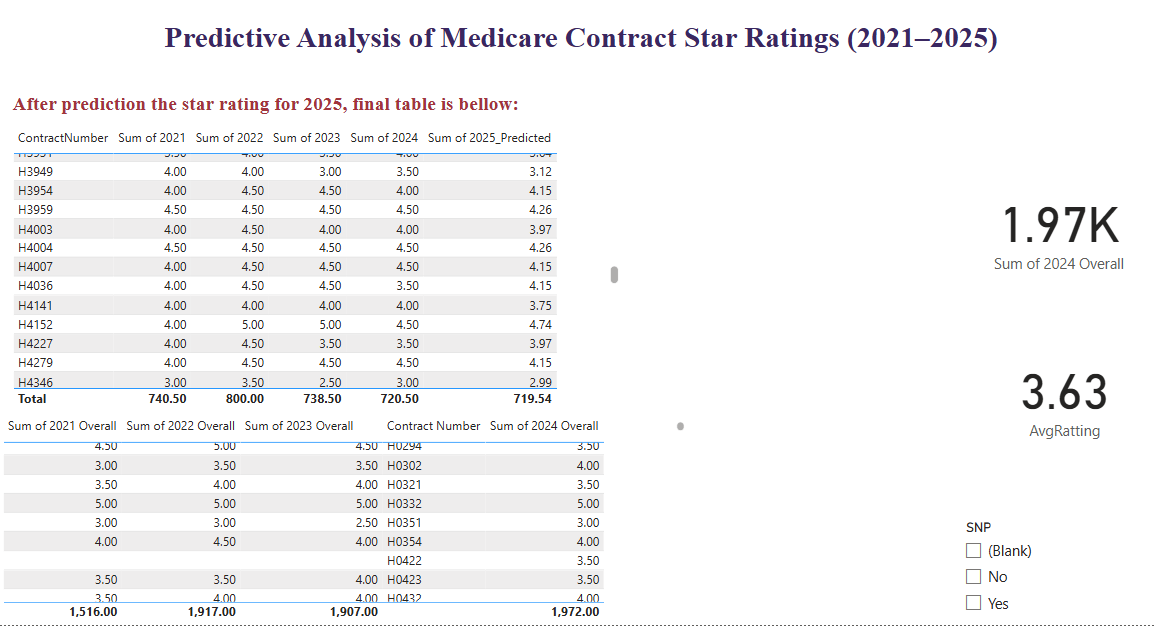 Predictive Analysis of Medicare Contract Star Ratings (2021–2025)
After prediction the star rating for 2025, final table is bellow:
ContractNumber Sum of 2021 Sum of 2022 Sum of 2023 Sum of 2024 Sum of 2025_Predicted
H3949 4.00 4.00 3.00 3.50 3.12
H3954 4.00 4.50 4.50 4.00 4.15
H3959 4.50 4.50 4.50 4.50 4.26
H4003 4.00 4.50 4.00 4.00 3.97
H4004 4.50 4.50 4.50 4.50 4.26
H4007 4.00 4.50 4.50 4.50 4.15
H4036 4.00 4.50 4.50 3.50 4.15
H4141 4.00 4.00 4.00 4.00 3.75
H4152 4.00 5.00 5.00 4.50 4.74
H4227 4.00 4.50 3.50 3.50 3.97
H4279 4.00 4.50 4.50 4.50 4.15
H4346 3.00 3.50 2.50 3.00 2.99
Total 740.50 800.00 738.50 720.50 719.54
Sum of 2021 Overall Sum of 2022 Overall Sum of 2023 Overall Contract Number Sum of 2024 Overall
4.50 5.00 4.50 H0294 3.50
3.00 3.50 3.50 H0302 4.00
3.50 4.00 4.00 H0321 3.50
5.00 5.00 5.00 H0332 5.00
3.00 3.00 2.50 H0351 3.00
4.00 4.50 4.00 H0354 4.00
H0422 3.50
3.50 3.50 4.00 H0423 3.50
3.50 4.00 4.00 H0432 4.00
1,516.00 1,917.00 1,907.00 1,972.00
1.97K
Sum of 2024 Overall
3.63
AvgRatting
SNP
(Blank)
No
Yes